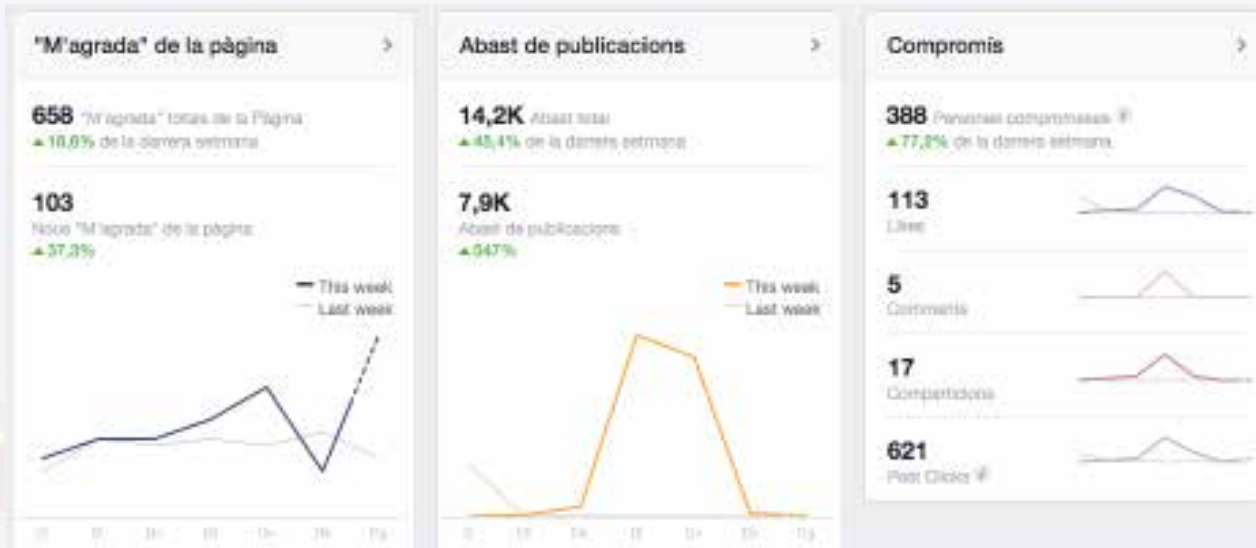 "M'agrada" de la pàgina
658 "M'agrada" totals de la Pàgina
18,6% de la darrera setmana
103
Nous "M'agrada" de la pàgina
37,3%
This week
Last week
Abast de publicacions
14,2K Abast total
45,4% de la darrera setmana
7,9K
Abast de publicacions
547%
This week
Last week
Compromís
388 Persones compromeses
77,2% de la darrera setmana
113
Likes
5
Comments
17
Compartidons
621
Post Clicks